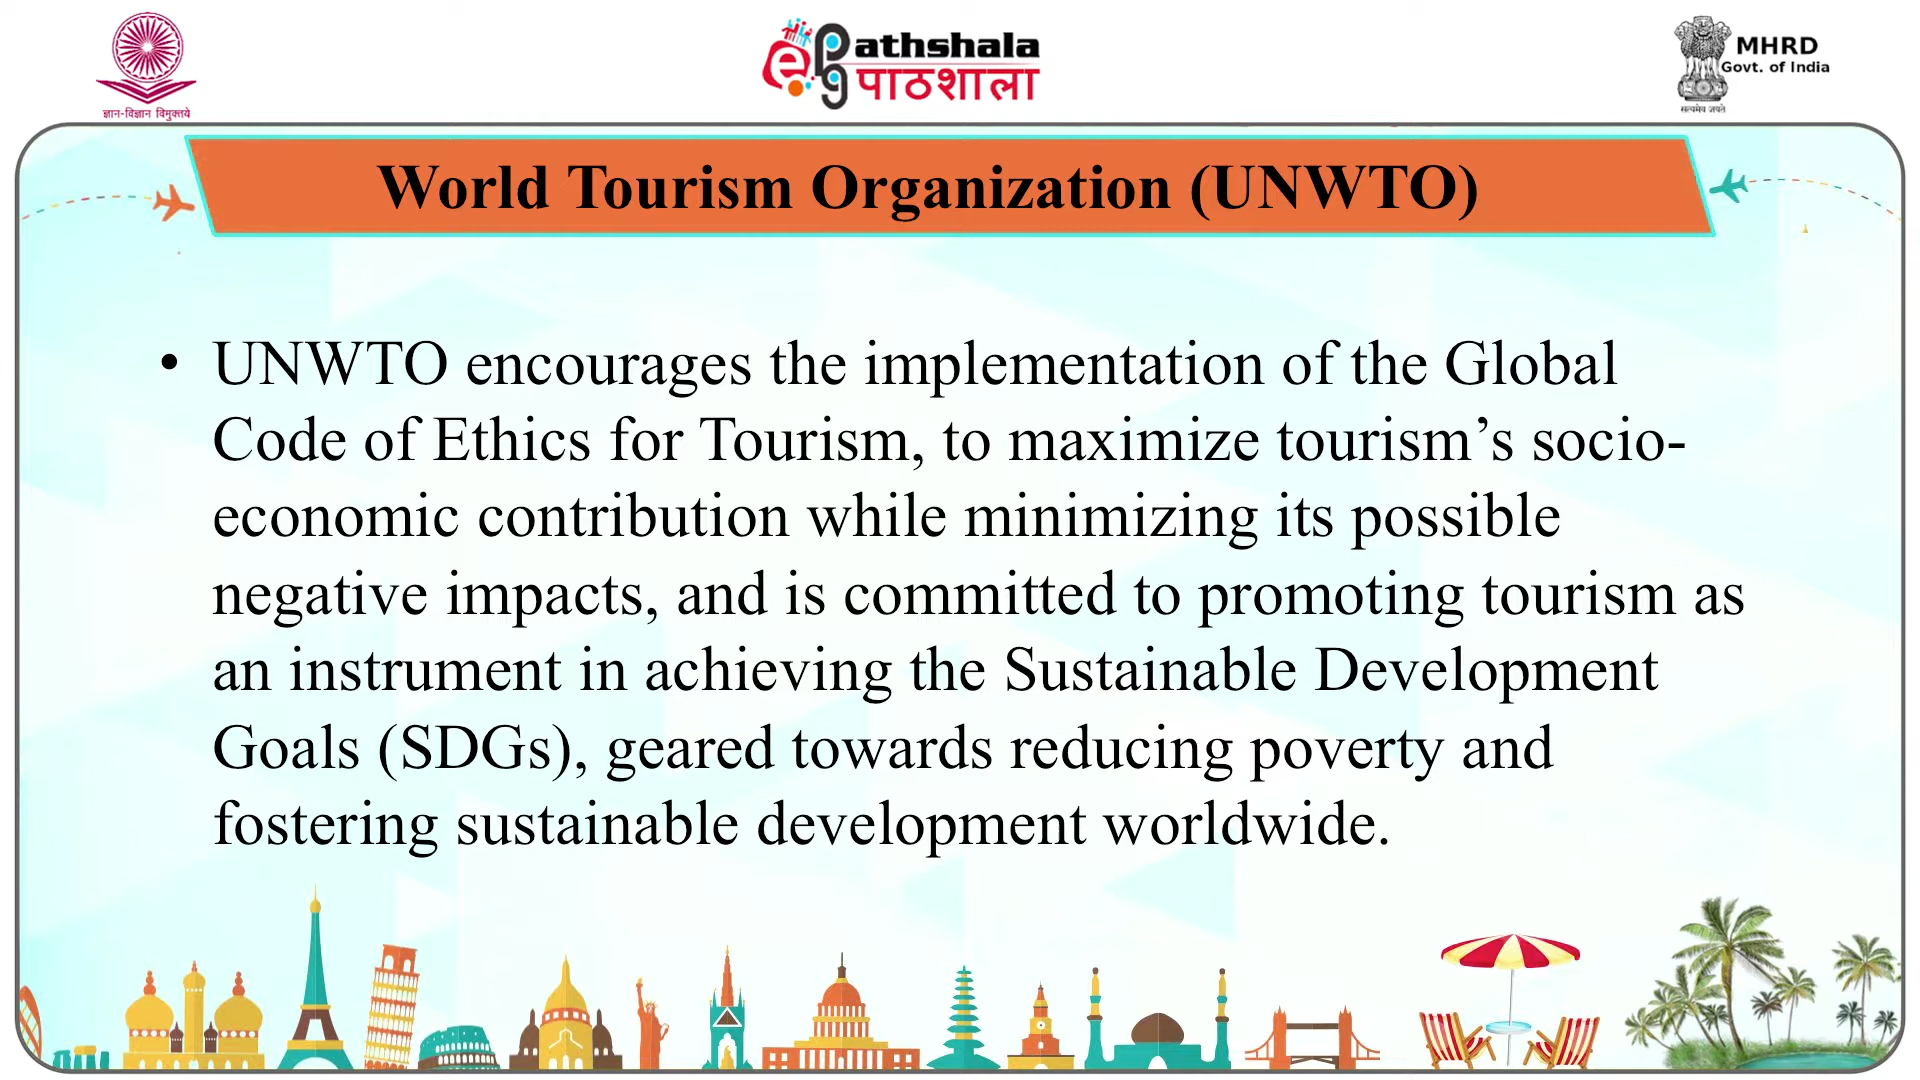 ज्ञान-विज्ञान विमुक्तये
ePG Pathshala
पाठशाला
MHRD
Govt. of India
सत्यमेव जयते
World Tourism Organization (UNWTO)
• UNWTO encourages the implementation of the Global
Code of Ethics for Tourism, to maximize tourism’s socio-
economic contribution while minimizing its possible
negative impacts, and is committed to promoting tourism as
an instrument in achieving the Sustainable Development
Goals (SDGs), geared towards reducing poverty and
fostering sustainable development worldwide.